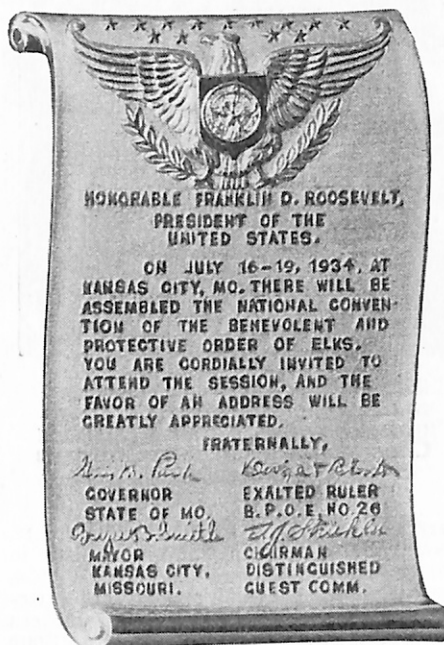 HONORABLE FRANKLIN D. ROOSEVELT,
PRESIDENT OF THE
UNITED STATES.
ON JULY 16-19, 1934, AT
KANSAS CITY, MO. THERE WILL BE
ASSEMBLED THE NATIONAL CONVEN-
TION OF THE BENEVOLENT AND
PROTECTIVE ORDER OF ELKS.
YOU ARE CORDIALLY INVITED TO
ATTEND THE SESSION, AND THE
FAVOR OF AN ADDRESS WILL BE
GREATLY APPRECIATED.
FRATERNALLY,
GOVERNOR EXALTED RULER
STATE OF MO. B.P.O.E. NO. 26
Smith
MAYOR CHAIRMAN
KANSAS CITY, DISTINGUISHED
MISSOURI. GUEST COMM.